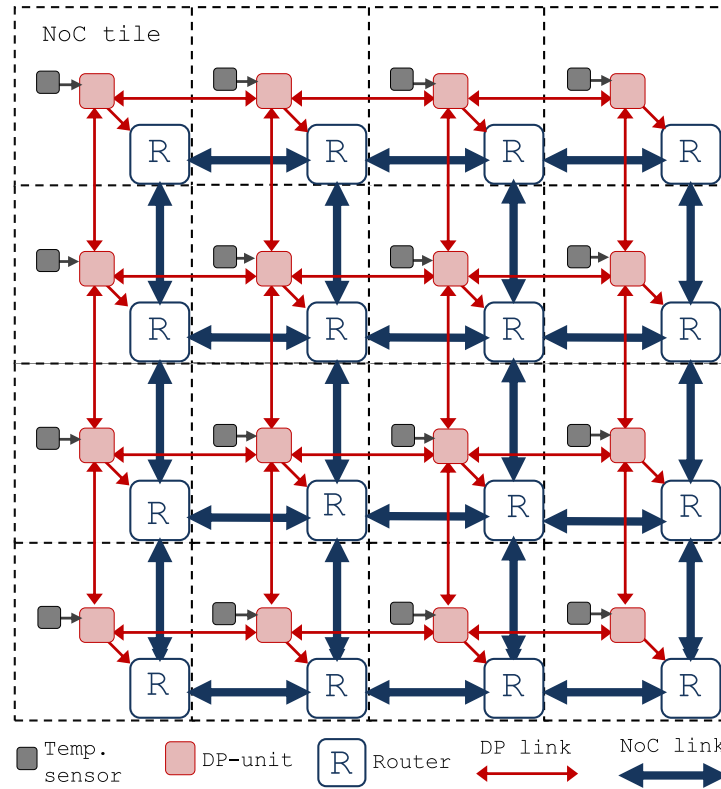 NoC tile
R R R R
R R R R
R R R R
R R R R
Temp. sensor
DP-unit
R
Router
DP link
NoC link